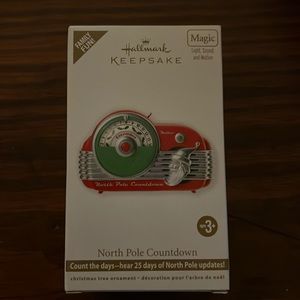 FAMILY
FUN!
Hallmark
KEEPSAKE
Magic
Light, Sound
and Motion
North Pole Countdown
age 3+
North Pole Countdown
Count the days—hear 25 days of North Pole updates!
christmas tree ornament – décoration pour l'arbre de noël